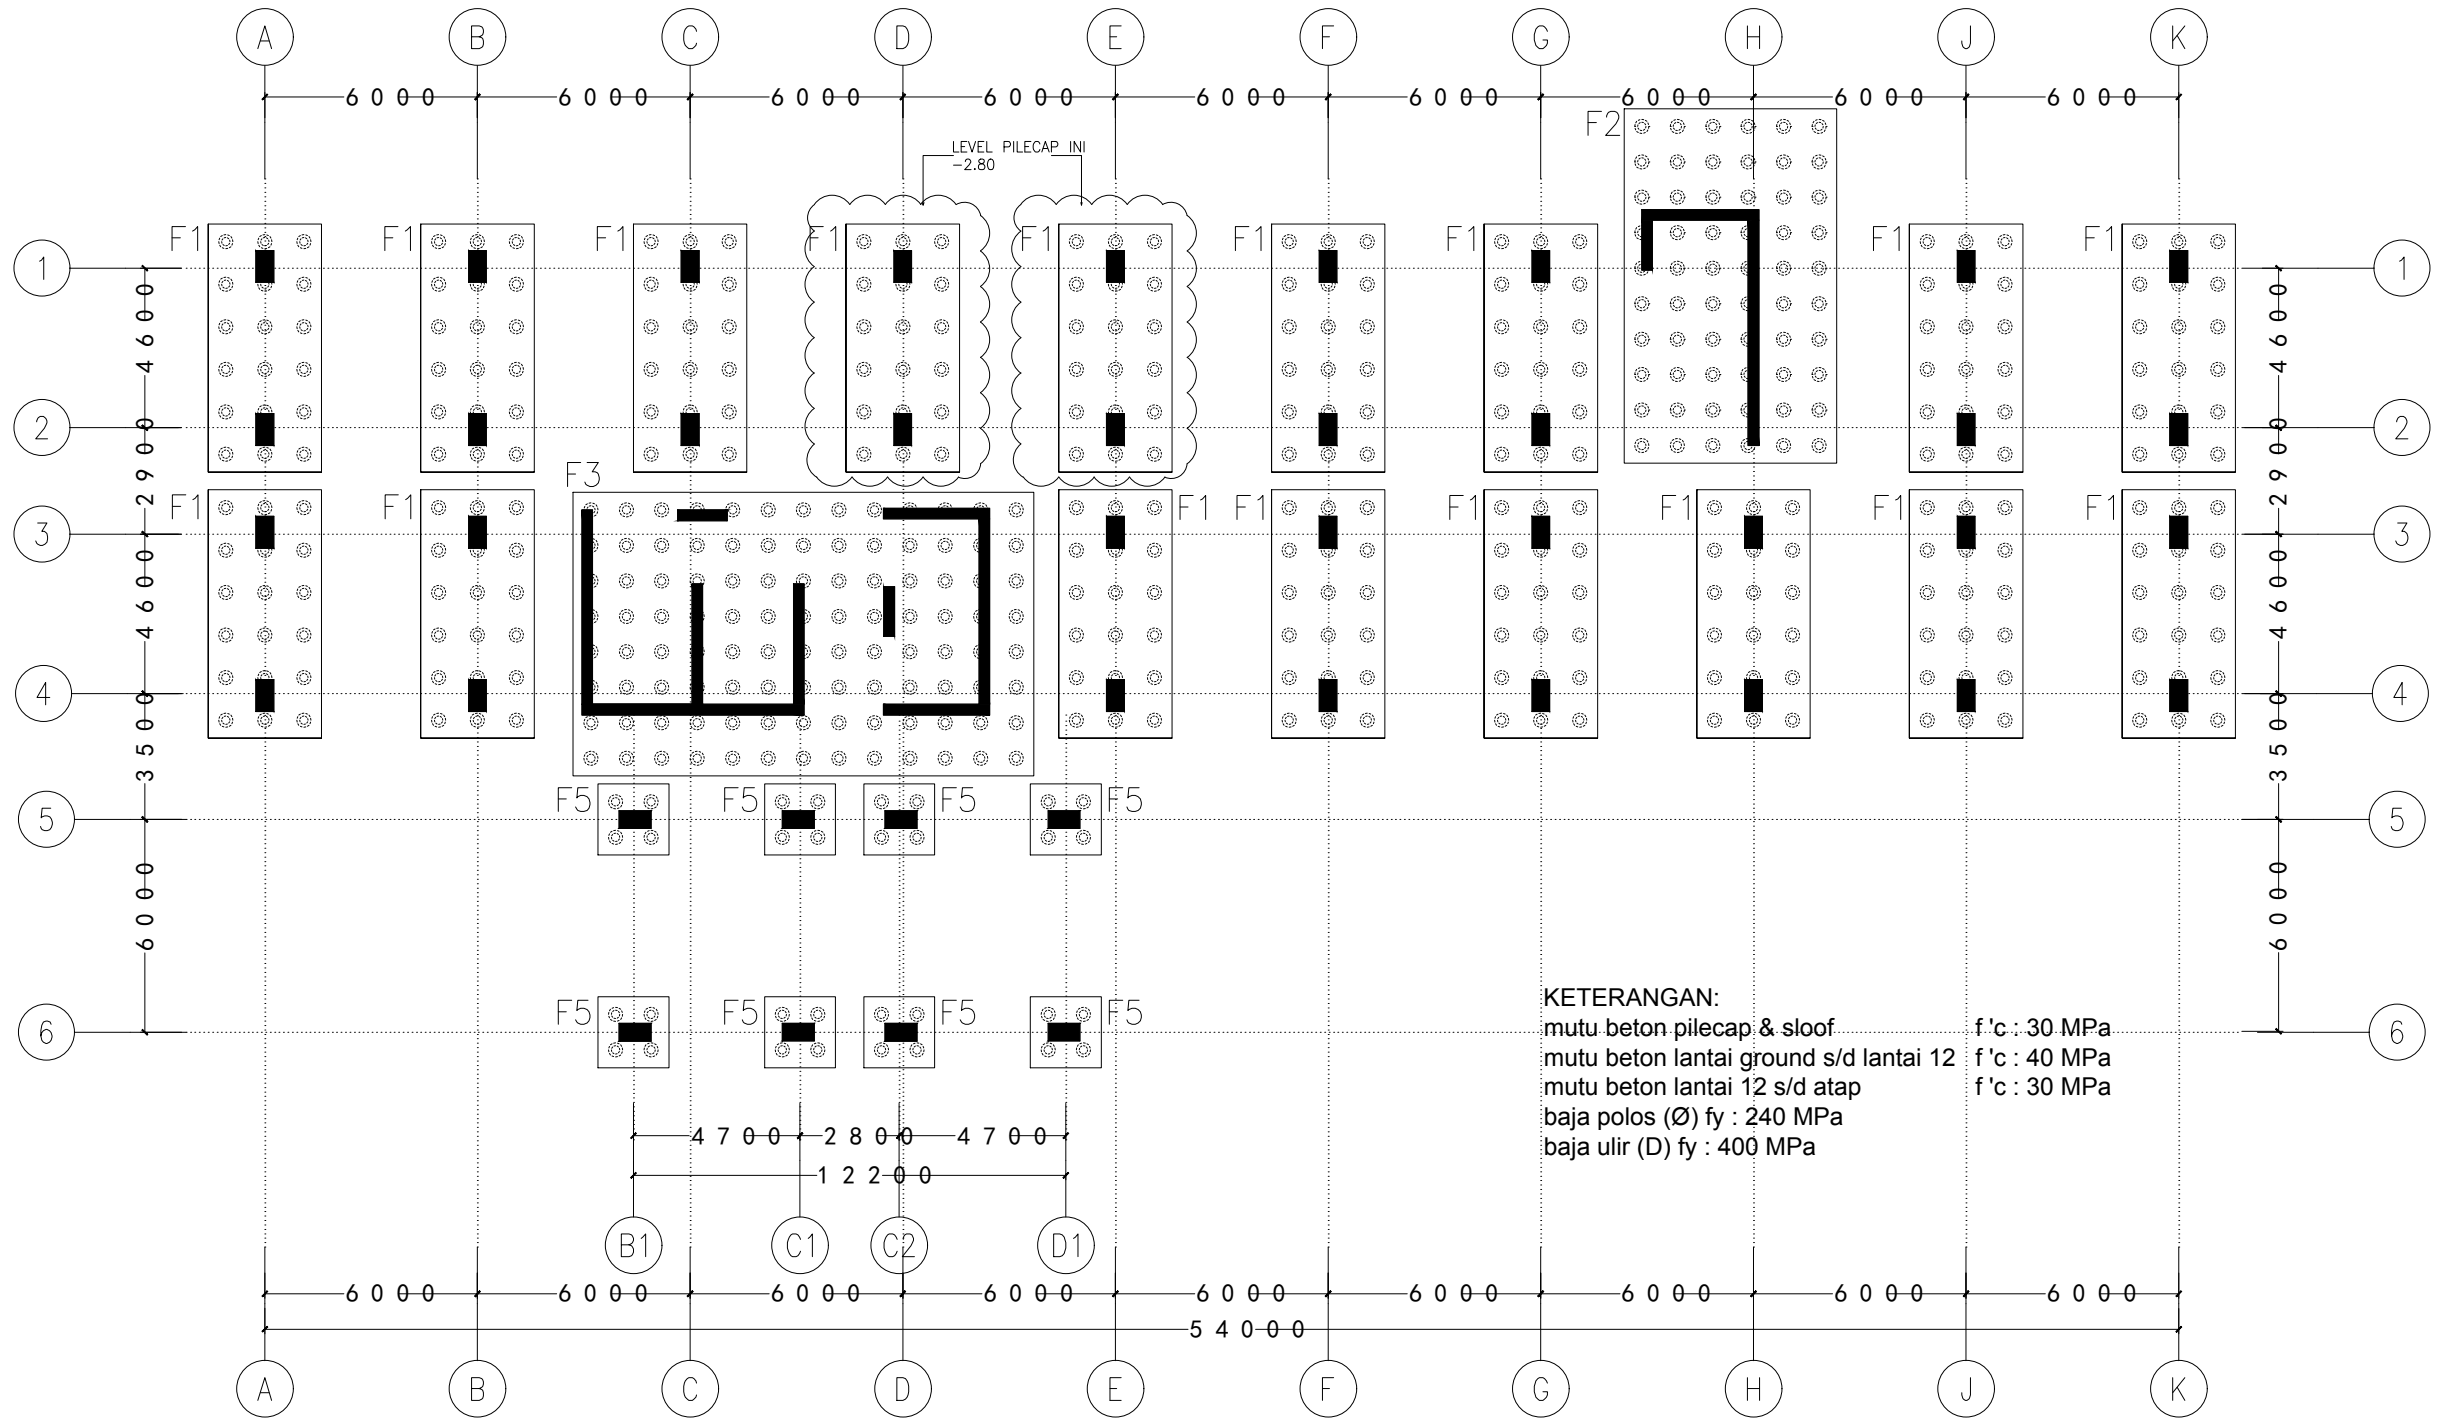 A B C D E F G H J K
6000 6000 6000 6000 6000 6000 6000 6000 6000
F2
LEVEL PILECAP INI
-2.80
F1 F1 F1 F1 F1 F1 F1 F1 F1
1 1
4600 4600
2 2
2900 2900
F3
F1 F1 F1 F1 F1 F1 F1 F1
3 3
4600 4600
4 4
3500 3500
F5 F5 F5 F5
5 5
6000 6000
F5 F5 F5 F5
6 6
KETERANGAN:
mutu beton pilecap & sloof f 'c : 30 MPa
mutu beton lantai ground s/d lantai 12 f 'c : 40 MPa
mutu beton lantai 12 s/d atap f 'c : 30 MPa
baja polos (Ø) fy : 240 MPa
baja ulir (D) fy : 400 MPa
4700 2800 4700
12200
B1 C1 C2 D1
6000 6000 6000 6000 6000 6000 6000 6000 6000
54000
A B C D E F G H J K